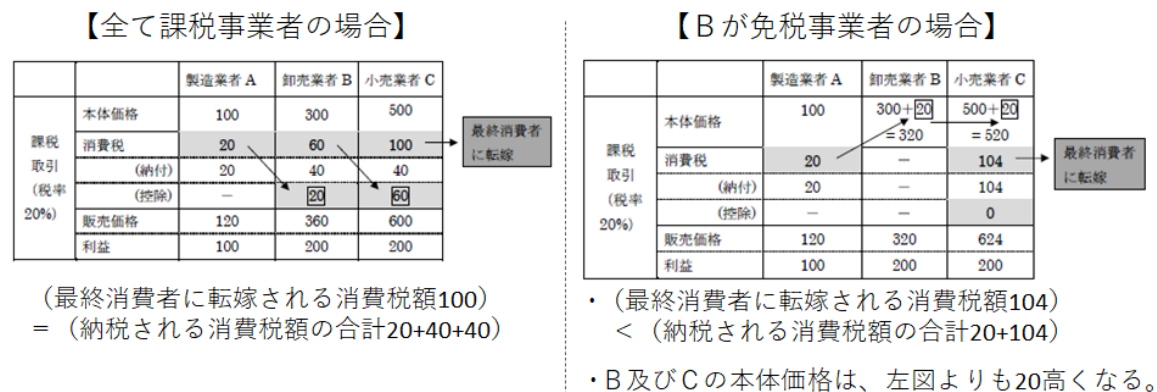 【全て課税事業者の場合】
製造業者 A 卸売業者 B 小売業者 C
課税
取引
(税率
20%)
本体価格 100 300 500
消費税 20 60 100
(納付) 20 40 40
(控除) － 20 60
販売価格 120 360 600
利益 100 200 200
最終消費者
に転嫁
（最終消費者に転嫁される消費税額100）
＝（納税される消費税額の合計20+40+40）
【Ｂが免税事業者の場合】
製造業者 A 卸売業者 B 小売業者 C
課税
取引
(税率
20%)
本体価格 100 300+20 500+20
= 320 = 520
消費税 20 － 104
(納付) 20 － 104
(控除) － － 0
販売価格 120 320 624
利益 100 200 200
最終消費者
に転嫁
・（最終消費者に転嫁される消費税額104）
＜（納税される消費税額の合計20+104）
・Ｂ及びＣの本体価格は、左図よりも20高くなる。